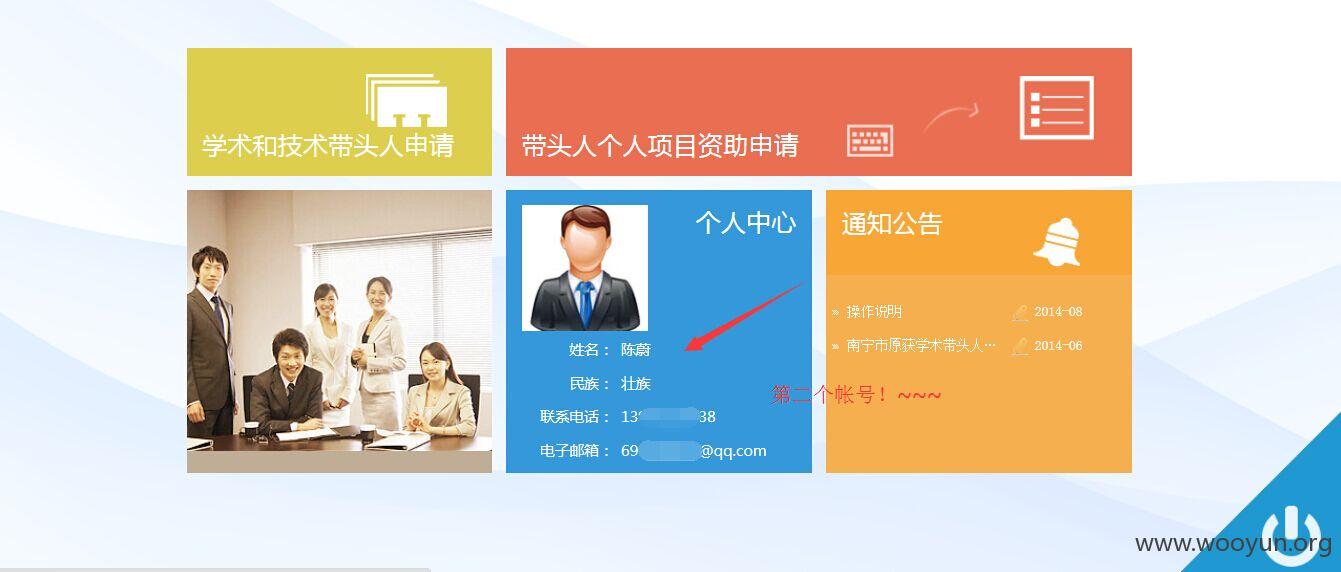 学术和技术带头人申请
带头人个人项目资助申请
个人中心
通知公告
姓名： 陈蔚
民族： 壮族
联系电话： 13 38
电子邮箱： 69 @qq.com
» 操作说明 2014-08
» 南宁市原获学术带头人… 2014-06
第二个帐号！~~~
www.wooyun.org